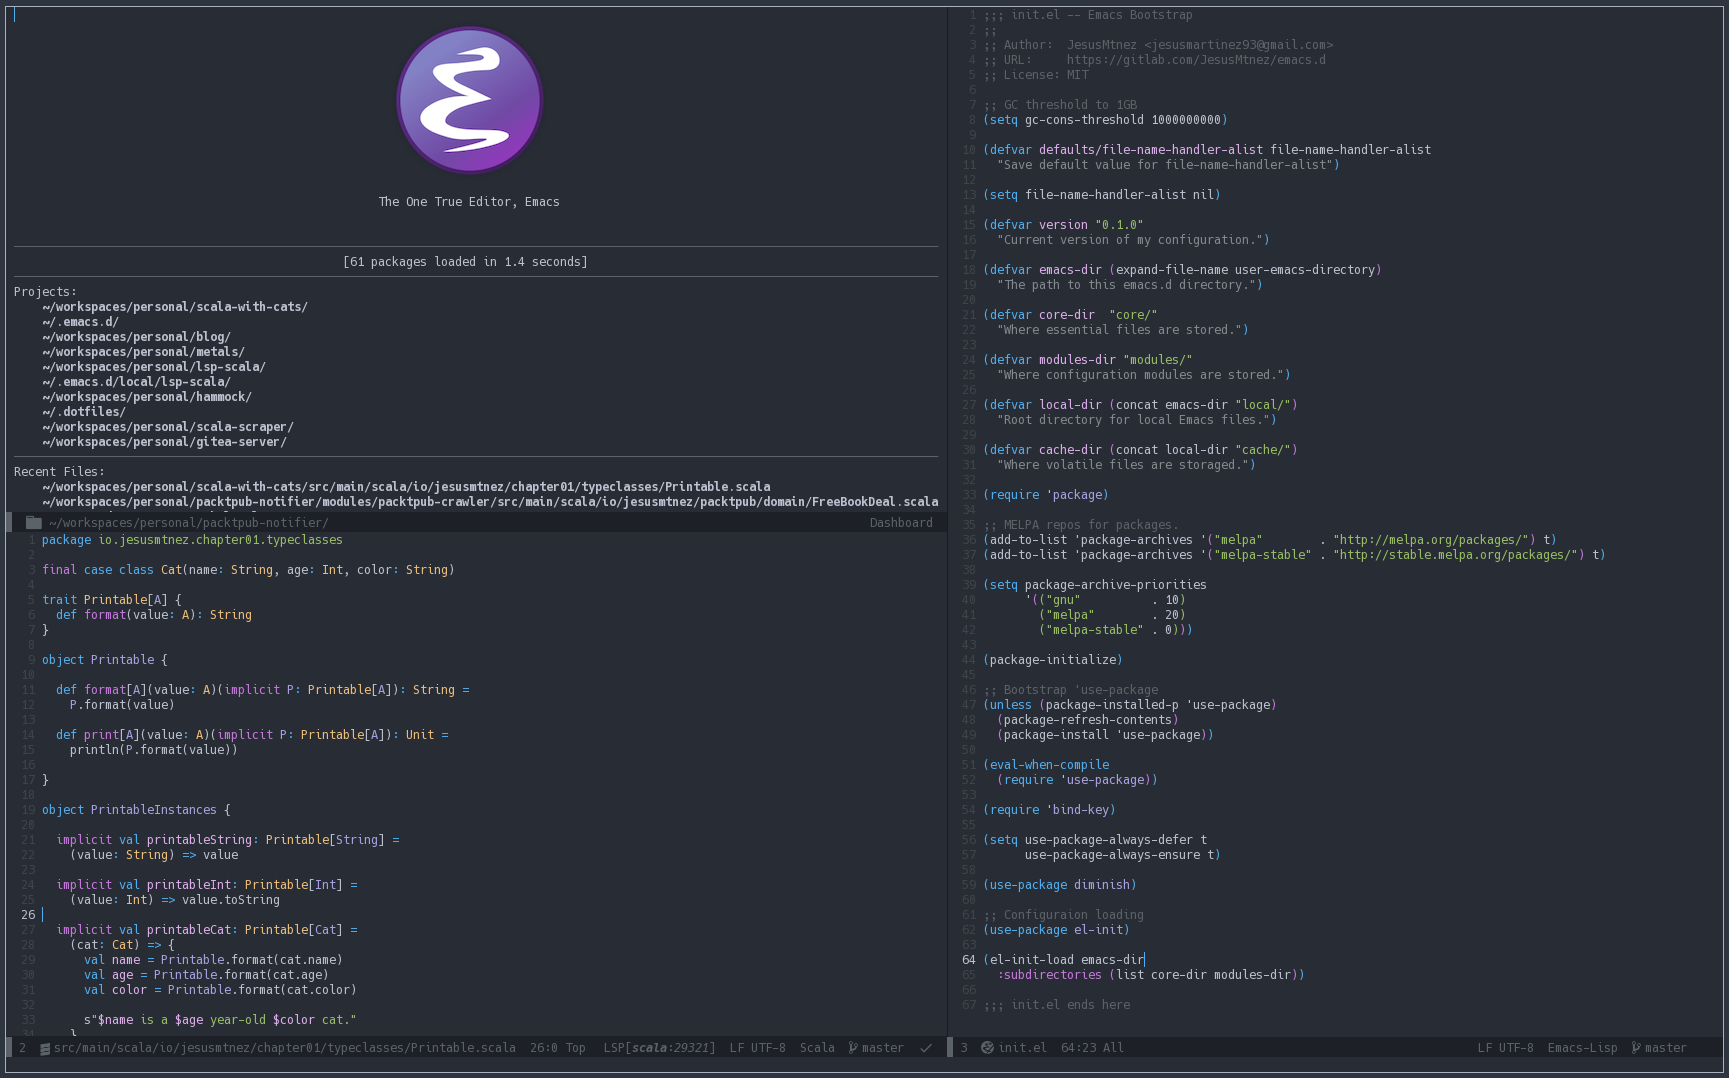 The One True Editor, Emacs
[61 packages loaded in 1.4 seconds]
Projects:
~/workspaces/personal/scala-with-cats/
~/.emacs.d/
~/workspaces/personal/blog/
~/workspaces/personal/metals/
~/workspaces/personal/lsp-scala/
~/.emacs.d/local/lsp-scala/
~/workspaces/personal/hammock/
~/.dotfiles/
~/workspaces/personal/scala-scraper/
~/workspaces/personal/gitea-server/
Recent Files:
~/workspaces/personal/scala-with-cats/src/main/scala/io/jesusmtnez/chapter01/typeclasses/Printable.scala
~/workspaces/personal/packtpub-notifier/modules/packtpub-crawler/src/main/scala/io/jesusmtnez/packtpub/domain/FreeBookDeal.scala
~/workspaces/personal/packtpub-notifier/ Dashboard
1 package io.jesusmtnez.chapter01.typeclasses
2
3 final case class Cat(name: String, age: Int, color: String)
4
5 trait Printable[A] {
6   def format(value: A): String
7 }
8
9 object Printable {
10
11   def format[A](value: A)(implicit P: Printable[A]): String =
12     P.format(value)
13
14   def print[A](value: A)(implicit P: Printable[A]): Unit =
15     println(P.format(value))
16
17 }
18
19 object PrintableInstances {
20
21   implicit val printableString: Printable[String] =
22     (value: String) => value
23
24   implicit val printableInt: Printable[Int] =
25     (value: Int) => value.toString
26
27   implicit val printableCat: Printable[Cat] =
28     (cat: Cat) => {
29       val name = Printable.format(cat.name)
30       val age = Printable.format(cat.age)
31       val color = Printable.format(cat.color)
32
33       s"$name is a $age year-old $color cat."
34     }
2 src/main/scala/io/jesusmtnez/chapter01/typeclasses/Printable.scala 26:0 Top LSP[scala:29321] LF UTF-8 Scala master
1 ;;; init.el -- Emacs Bootstrap
2 ;;
3 ;; Author:  JesusMtnez <jesusmartinez93@gmail.com>
4 ;; URL:     https://gitlab.com/JesusMtnez/emacs.d
5 ;; License: MIT
6
7 ;; GC threshold to 1GB
8 (setq gc-cons-threshold 1000000000)
9
10 (defvar defaults/file-name-handler-alist file-name-handler-alist
11   "Save default value for file-name-handler-alist")
12
13 (setq file-name-handler-alist nil)
14
15 (defvar version "0.1.0"
16   "Current version of my configuration.")
17
18 (defvar emacs-dir (expand-file-name user-emacs-directory)
19   "The path to this emacs.d directory.")
20
21 (defvar core-dir  "core/"
22   "Where essential files are stored.")
23
24 (defvar modules-dir "modules/"
25   "Where configuration modules are stored.")
26
27 (defvar local-dir (concat emacs-dir "local/")
28   "Root directory for local Emacs files.")
29
30 (defvar cache-dir (concat local-dir "cache/")
31   "Where volatile files are storaged.")
32
33 (require 'package)
34
35 ;; MELPA repos for packages.
36 (add-to-list 'package-archives '("melpa"        . "http://melpa.org/packages/") t)
37 (add-to-list 'package-archives '("melpa-stable" . "http://stable.melpa.org/packages/") t)
38
39 (setq package-archive-priorities
40       '(("gnu"          . 10)
41         ("melpa"        . 20)
42         ("melpa-stable" . 0)))
43
44 (package-initialize)
45
46 ;; Bootstrap 'use-package
47 (unless (package-installed-p 'use-package)
48   (package-refresh-contents)
49   (package-install 'use-package))
50
51 (eval-when-compile
52   (require 'use-package))
53
54 (require 'bind-key)
55
56 (setq use-package-always-defer t
57       use-package-always-ensure t)
58
59 (use-package diminish)
60
61 ;; Configuraion loading
62 (use-package el-init)
63
64 (el-init-load emacs-dir
65   :subdirectories (list core-dir modules-dir))
66
67 ;;; init.el ends here
3 init.el 64:23 All LF UTF-8 Emacs-Lisp master